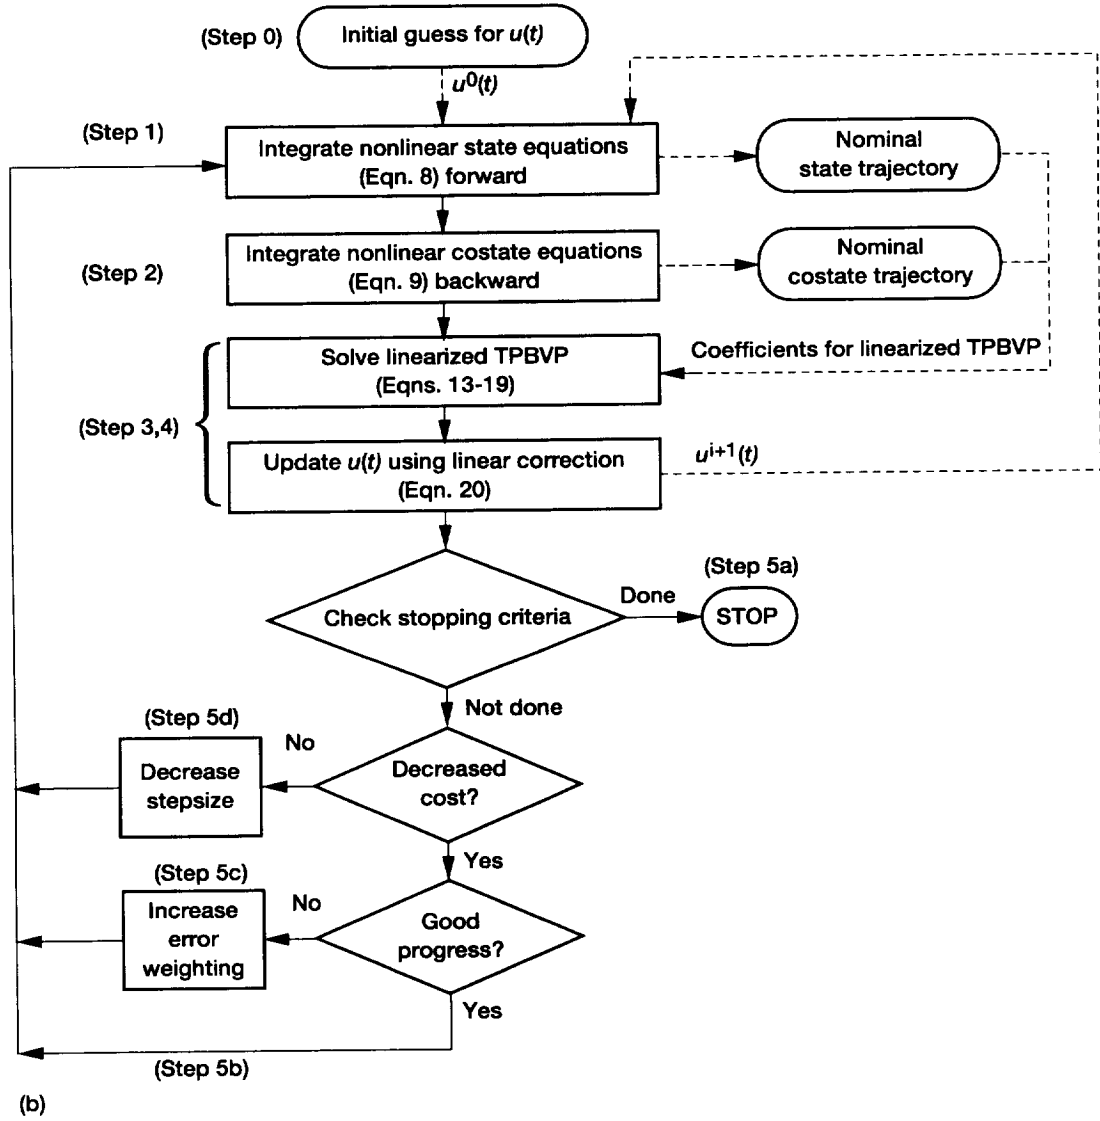 (Step 0)
Initial guess for u(t)
u⁰(t)
(Step 1)
Integrate nonlinear state equations
(Eqn. 8) forward
Nominal
state trajectory
(Step 2)
Integrate nonlinear costate equations
(Eqn. 9) backward
Nominal
costate trajectory
(Step 3,4)
Solve linearized TPBVP
(Eqns. 13-19)
Coefficients for linearized TPBVP
Update u(t) using linear correction
(Eqn. 20)
uⁱ⁺¹(t)
Check stopping criteria
Done
(Step 5a)
STOP
Not done
(Step 5d)
No
Decrease
stepsize
Decreased
cost?
Yes
(Step 5c)
No
Increase
error
weighting
Good
progress?
Yes
(Step 5b)
(b)